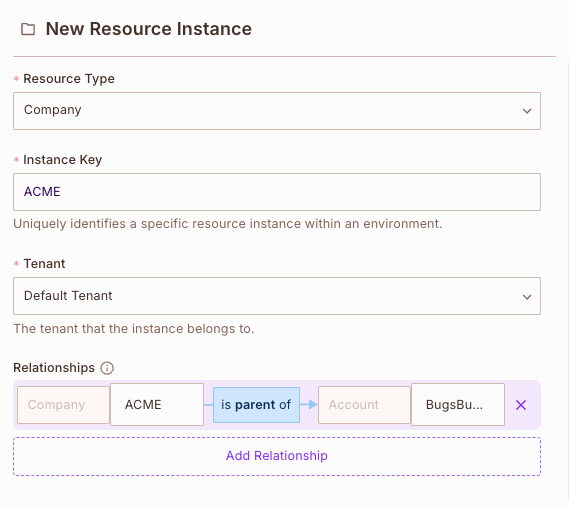 New Resource Instance
* Resource Type
Company
* Instance Key
ACME
Uniquely identifies a specific resource instance within an environment.
* Tenant
Default Tenant
The tenant that the instance belongs to.
Relationships
Company ACME is parent of Account BugsBu...
Add Relationship